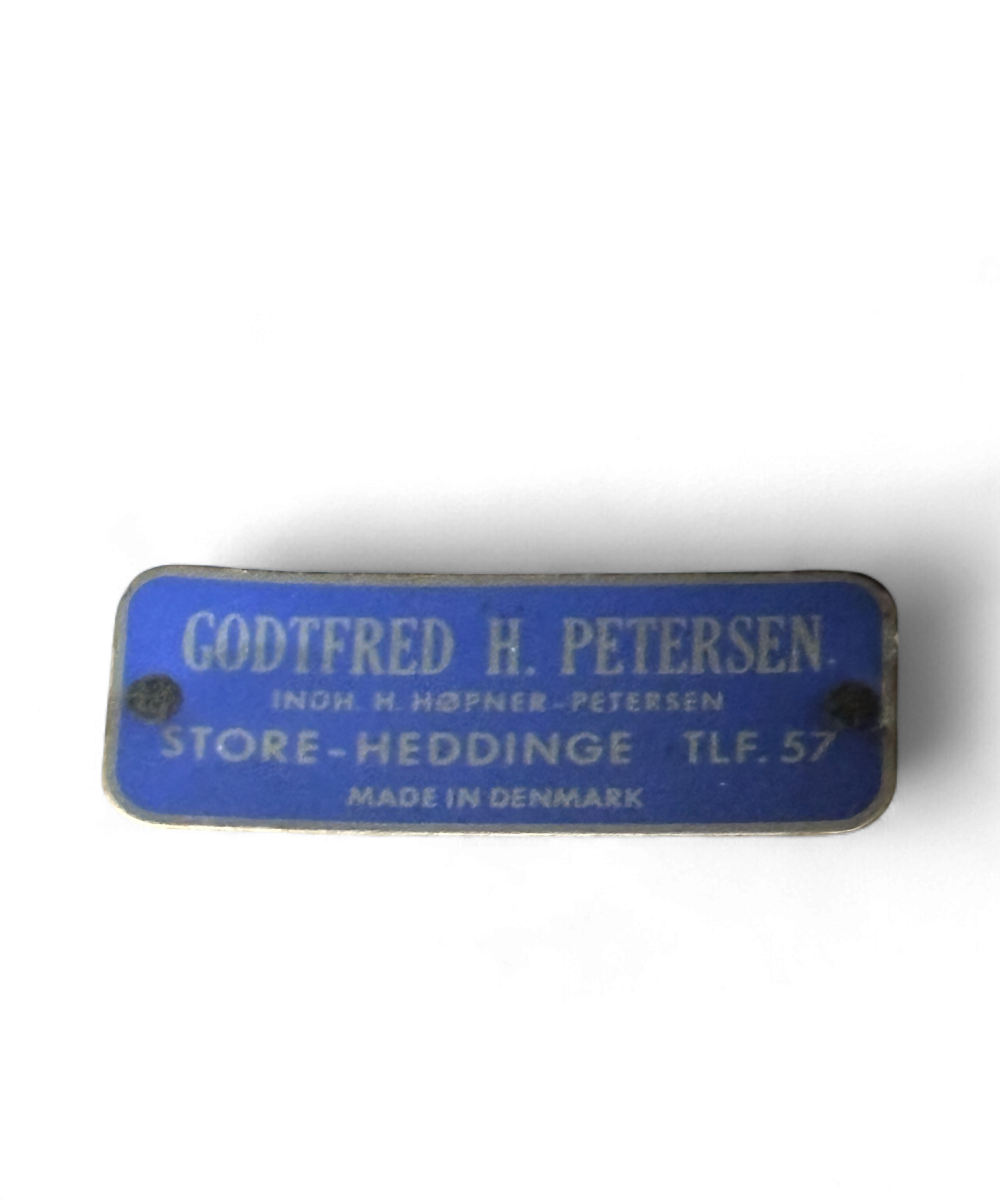 GODTFRED H. PETERSEN
INDH. H. HØPNER-PETERSEN
STORE-HEDDINGE TLF. 57
MADE IN DENMARK